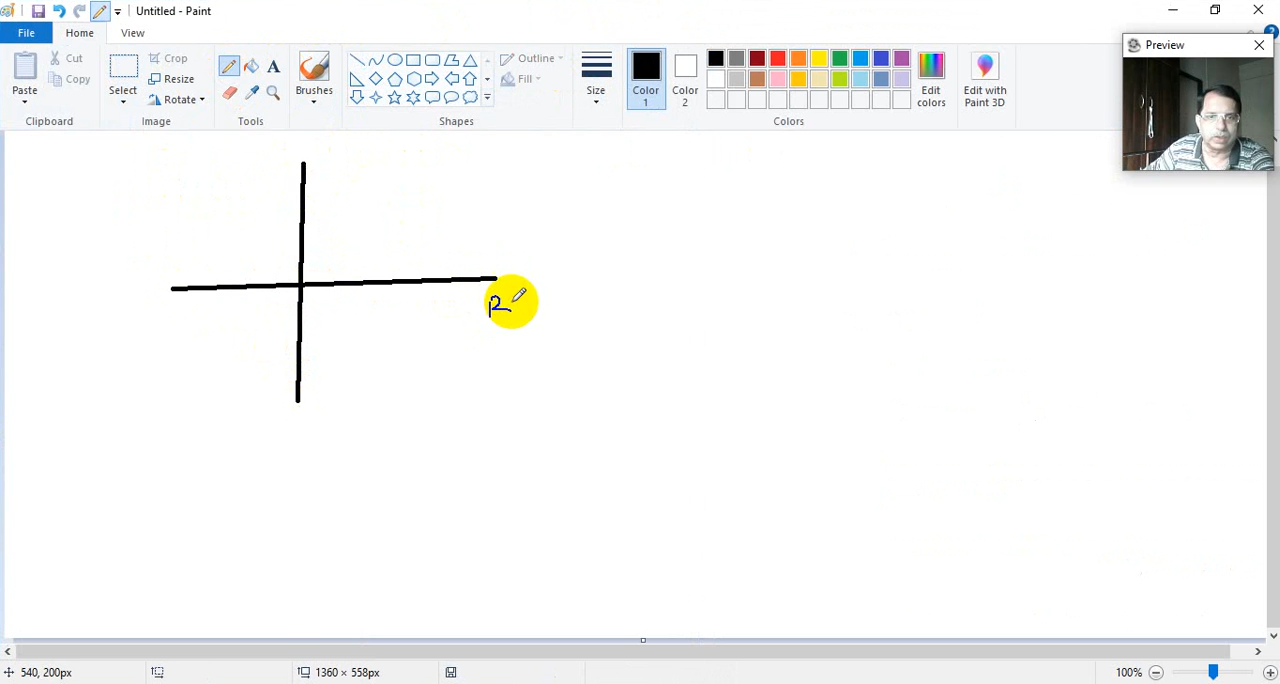 Untitled - Paint
File Home View
Preview
Paste
Cut
Copy
Clipboard
Select
Crop
Resize
Rotate
Image
Tools
Brushes
Shapes
Outline
Fill
Size
Color 1
Color 2
Edit colors
Edit with Paint 3D
Colors
R
540, 200px
1360 × 558px
100%